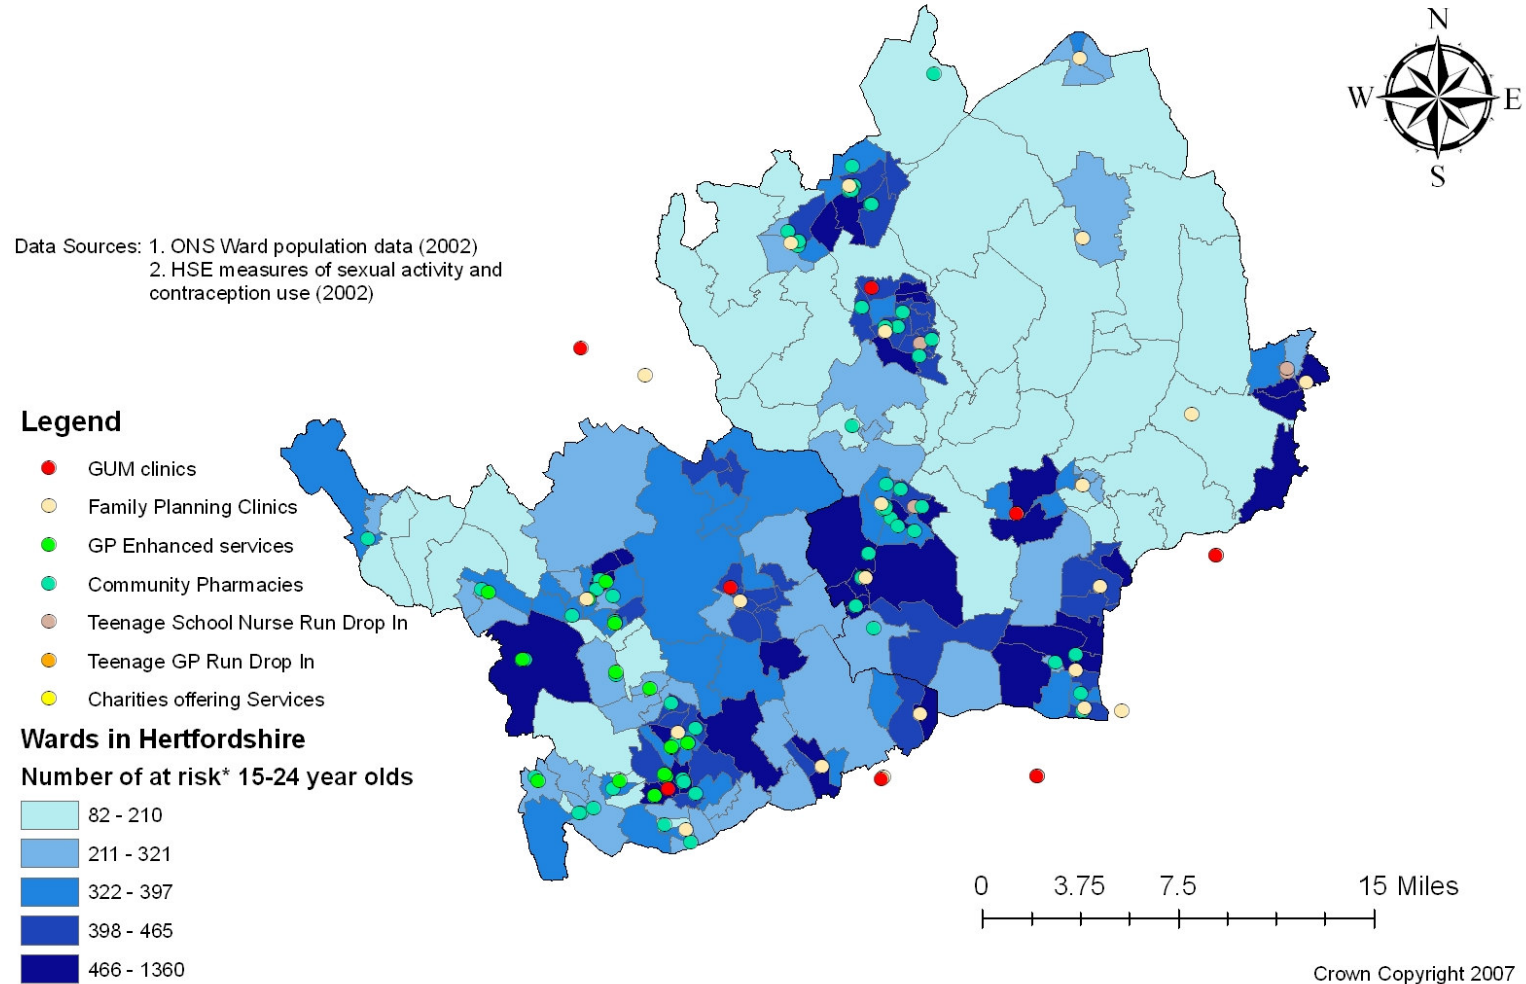 N
W E
S
Data Sources: 1. ONS Ward population data (2002)
2. HSE measures of sexual activity and
contraception use (2002)
Legend
GUM clinics
Family Planning Clinics
GP Enhanced services
Community Pharmacies
Teenage School Nurse Run Drop In
Teenage GP Run Drop In
Charities offering Services
Wards in Hertfordshire
Number of at risk* 15-24 year olds
82 - 210
211 - 321
322 - 397
398 - 465
466 - 1360
0 3.75 7.5 15 Miles
Crown Copyright 2007